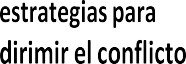 estrategias para
dirimir el conflicto